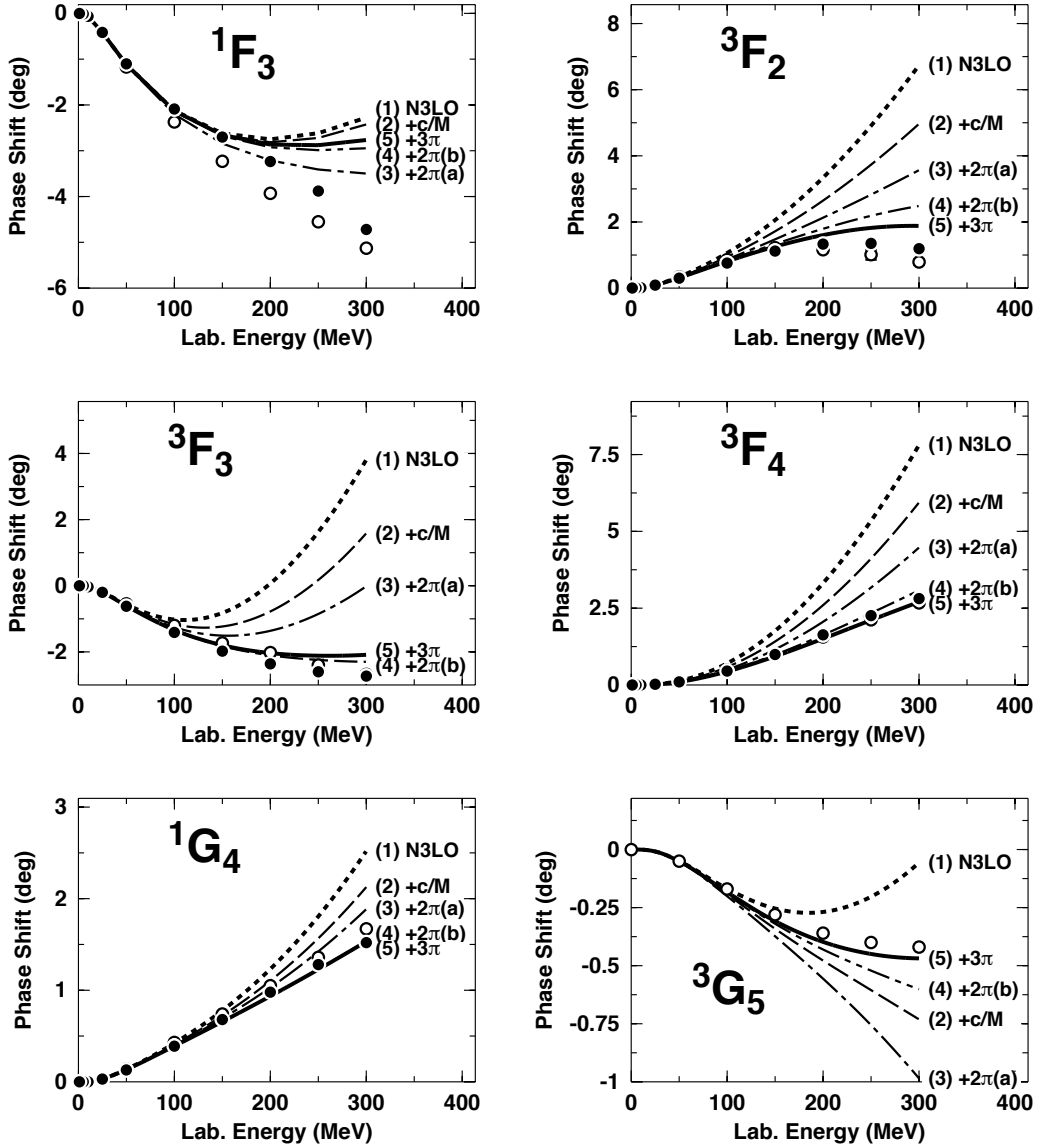 ¹F₃
Phase Shift (deg)
0
-2
-4
-6
(1) N3LO
(2) +c/M
(5) +3π
(4) +2π(b)
(3) +2π(a)
0 100 200 300 400
Lab. Energy (MeV)
³F₂
Phase Shift (deg)
8
6
4
2
0
(1) N3LO
(2) +c/M
(3) +2π(a)
(4) +2π(b)
(5) +3π
0 100 200 300 400
Lab. Energy (MeV)
³F₃
Phase Shift (deg)
4
2
0
-2
(1) N3LO
(2) +c/M
(3) +2π(a)
(5) +3π
(4) +2π(b)
0 100 200 300 400
Lab. Energy (MeV)
³F₄
Phase Shift (deg)
7.5
5
2.5
0
(1) N3LO
(2) +c/M
(3) +2π(a)
(4) +2π(b)
(5) +3π
0 100 200 300 400
Lab. Energy (MeV)
¹G₄
Phase Shift (deg)
3
2
1
0
(1) N3LO
(2) +c/M
(3) +2π(a)
(4) +2π(b)
(5) +3π
0 100 200 300 400
Lab. Energy (MeV)
³G₅
Phase Shift (deg)
0
-0.25
-0.5
-0.75
-1
(1) N3LO
(5) +3π
(4) +2π(b)
(2) +c/M
(3) +2π(a)
0 100 200 300 400
Lab. Energy (MeV)